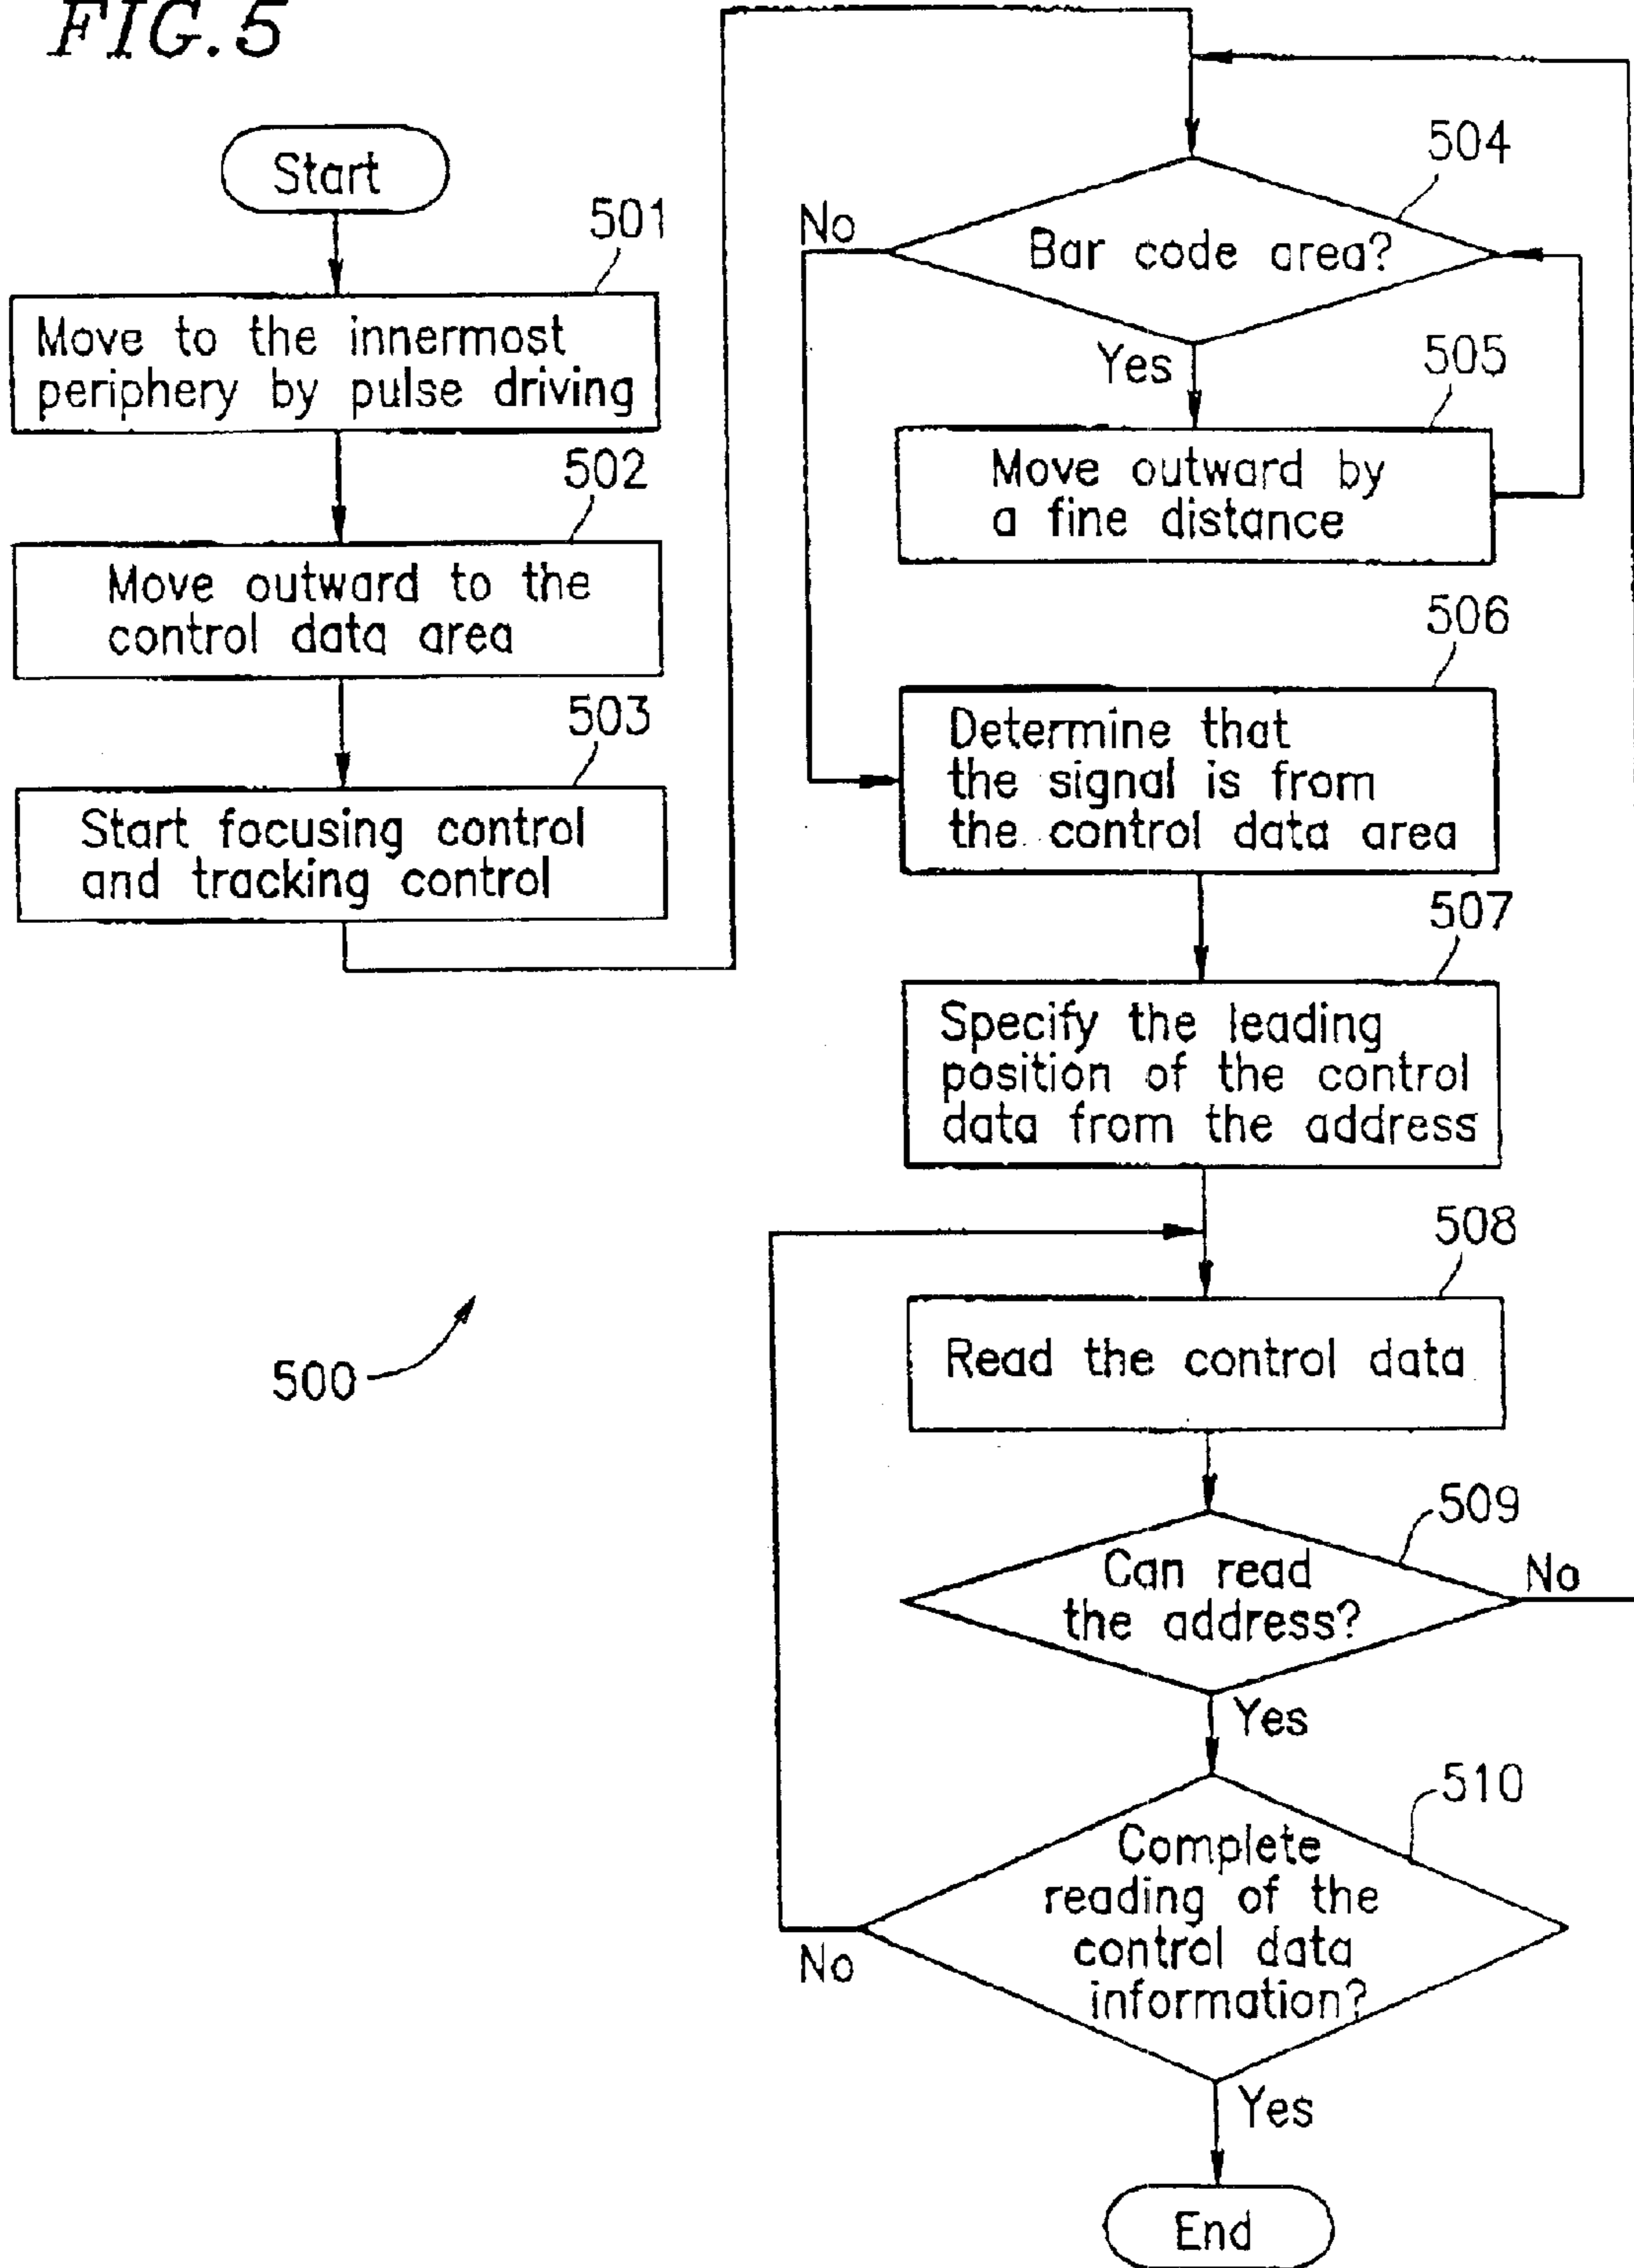 FIG.5
Start
501
Move to the innermost
periphery by pulse driving
502
Move outward to the
control data area
503
Start focusing control
and tracking control
504
No
Bar code area?
Yes
505
Move outward by
a fine distance
506
Determine that
the signal is from
the control data area
507
Specify the leading
position of the control
data from the address
508
Read the control data
500
509
Can read
the address?
No
Yes
510
Complete
reading of the
control data
information?
No
Yes
End